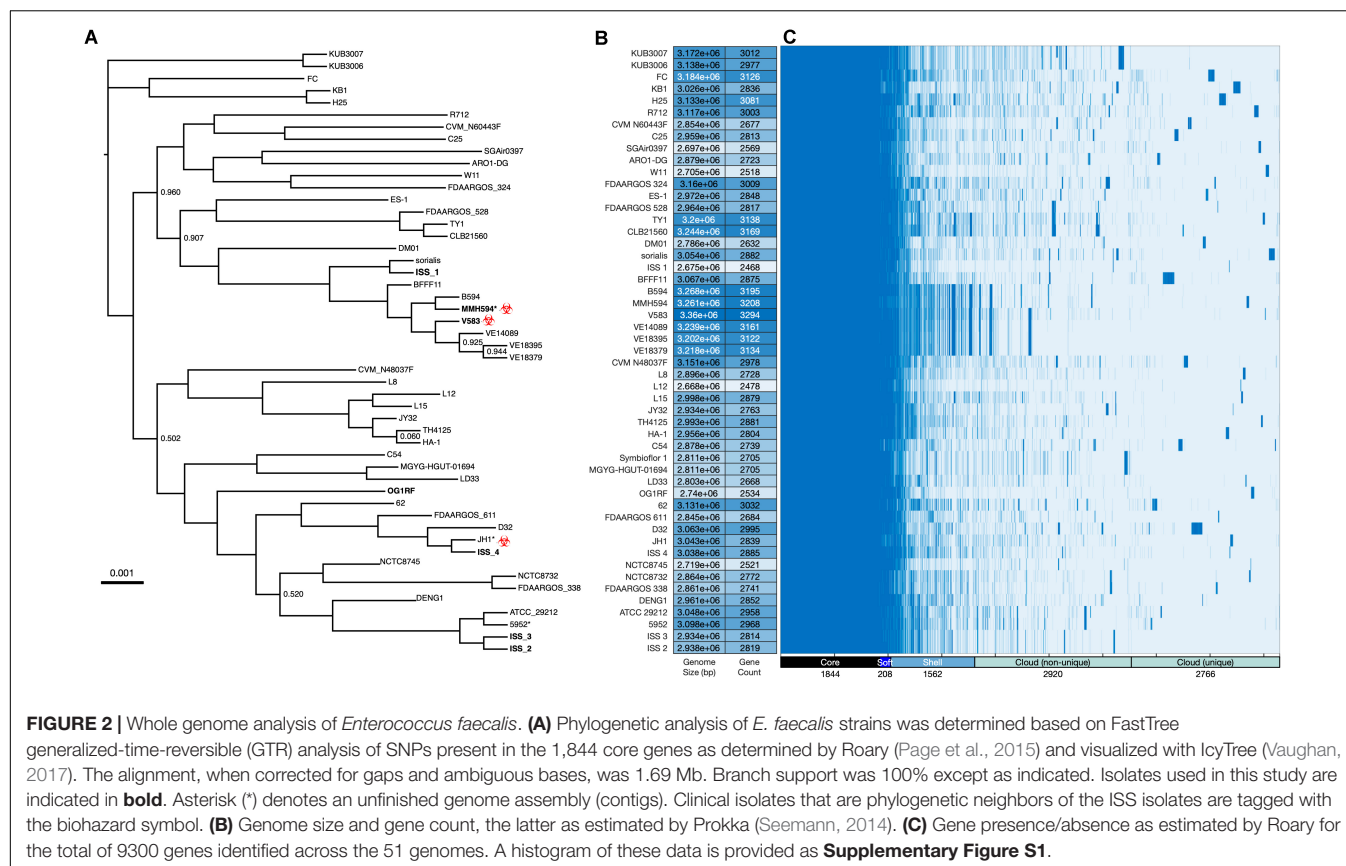 A
KUB3007
KUB3006
FC
KB1
H25
R712
CVM_N60443F
C25
SGAir0397
ARO1-DG
W11
FDAARGOS_324
0.960
ES-1
FDAARGOS_528
TY1
CLB21560
0.907
DM01
sorialis
ISS_1
BFFF11
B594
MMH594*
V583
VE14089
0.925
VE18395
0.944
VE18379
CVM_N48037F
L8
L12
L15
JY32
TH4125
0.060
HA-1
0.502
C54
MGYG-HGUT-01694
LD33
OG1RF
62
FDAARGOS_611
D32
JH1*
ISS_4
NCTC8745
NCTC8732
FDAARGOS_338
0.520
DENG1
ATCC_29212
5952*
ISS_3
ISS_2
0.001
B
KUB3007 3.172e+06 3012
KUB3006 3.138e+06 2977
FC 3.184e+06 3126
KB1 3.026e+06 2836
H25 3.133e+06 3081
R712 3.117e+06 3003
CVM N60443F 2.854e+06 2677
C25 2.959e+06 2813
SGAir0397 2.697e+06 2569
ARO1-DG 2.879e+06 2723
W11 2.705e+06 2518
FDAARGOS 324 3.16e+06 3009
ES-1 2.972e+06 2848
FDAARGOS 528 2.964e+06 2817
TY1 3.2e+06 3138
CLB21560 3.244e+06 3169
DM01 2.786e+06 2632
sorialis 3.054e+06 2882
ISS 1 2.675e+06 2468
BFFF11 3.067e+06 2875
B594 3.268e+06 3195
MMH594 3.261e+06 3208
V583 3.36e+06 3294
VE14089 3.239e+06 3161
VE18395 3.202e+06 3122
VE18379 3.218e+06 3134
CVM N48037F 3.151e+06 2978
L8 2.896e+06 2728
L12 2.668e+06 2478
L15 2.998e+06 2879
JY32 2.934e+06 2763
TH4125 2.993e+06 2881
HA-1 2.956e+06 2804
C54 2.878e+06 2739
Symbioflor 1 2.811e+06 2705
MGYG-HGUT-01694 2.811e+06 2705
LD33 2.803e+06 2668
OG1RF 2.74e+06 2534
62 3.131e+06 3032
FDAARGOS 611 2.845e+06 2684
D32 3.063e+06 2995
JH1 3.043e+06 2839
ISS 4 3.038e+06 2885
NCTC8745 2.719e+06 2521
NCTC8732 2.864e+06 2772
FDAARGOS 338 2.861e+06 2741
DENG1 2.961e+06 2852
ATCC 29212 3.048e+06 2958
5952 3.098e+06 2968
ISS 3 2.934e+06 2814
ISS 2 2.938e+06 2819
Genome Gene
Size (bp) Count
C
Core Soft Shell Cloud (non-unique) Cloud (unique)
1844 208 1562 2920 2766
FIGURE 2 | Whole genome analysis of Enterococcus faecalis. (A) Phylogenetic analysis of E. faecalis strains was determined based on FastTree
generalized-time-reversible (GTR) analysis of SNPs present in the 1,844 core genes as determined by Roary (Page et al., 2015) and visualized with IcyTree (Vaughan,
2017). The alignment, when corrected for gaps and ambiguous bases, was 1.69 Mb. Branch support was 100% except as indicated. Isolates used in this study are
indicated in bold. Asterisk (*) denotes an unfinished genome assembly (contigs). Clinical isolates that are phylogenetic neighbors of the ISS isolates are tagged with
the biohazard symbol. (B) Genome size and gene count, the latter as estimated by Prokka (Seemann, 2014). (C) Gene presence/absence as estimated by Roary for
the total of 9300 genes identified across the 51 genomes. A histogram of these data is provided as Supplementary Figure S1.